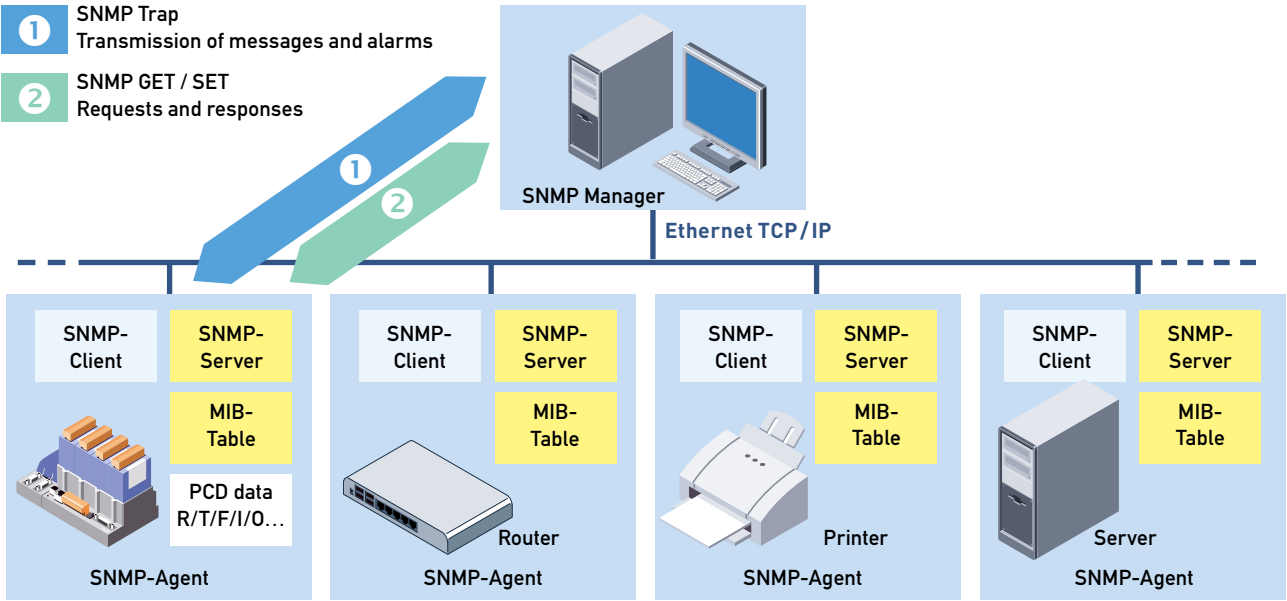 1
SNMP Trap
Transmission of messages and alarms
2
SNMP GET / SET
Requests and responses
1
2
SNMP Manager
Ethernet TCP/IP
SNMP-
Client
SNMP-
Server
MIB-
Table
PCD data
R/T/F/I/O...
SNMP-Agent
SNMP-
Client
SNMP-
Server
MIB-
Table
Router
SNMP-Agent
SNMP-
Client
SNMP-
Server
MIB-
Table
Printer
SNMP-Agent
SNMP-
Client
SNMP-
Server
MIB-
Table
Server
SNMP-Agent